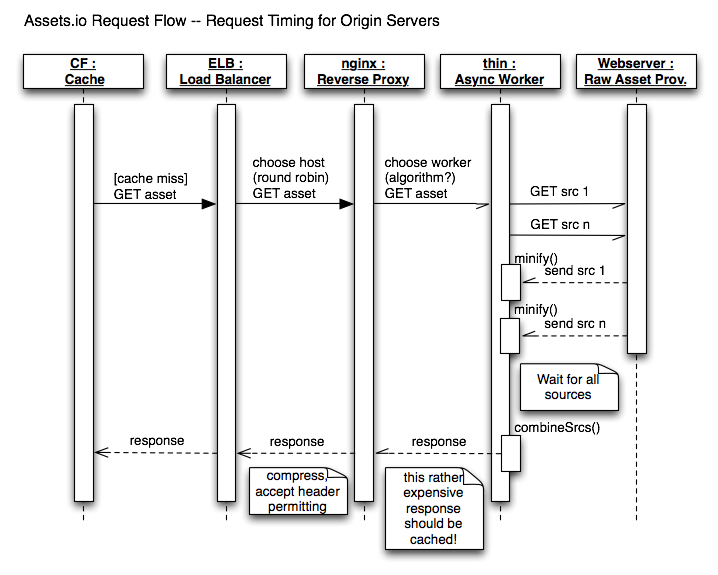 Assets.io Request Flow -- Request Timing for Origin Servers
CF :
Cache
ELB :
Load Balancer
nginx :
Reverse Proxy
thin :
Async Worker
Webserver :
Raw Asset Prov.
[cache miss]
GET asset
choose host
(round robin)
GET asset
choose worker
(algorithm?)
GET asset
GET src 1
GET src n
minify()
send src 1
minify()
send src n
Wait for all
sources
combineSrcs()
response
response
response
compress,
accept header
permitting
this rather
expensive
response
should be
cached!